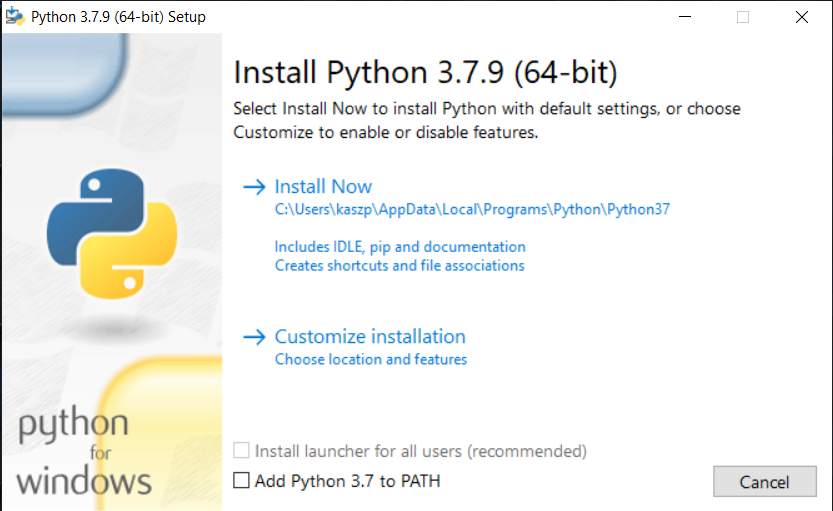 Python 3.7.9 (64-bit) Setup
Install Python 3.7.9 (64-bit)
Select Install Now to install Python with default settings, or choose
Customize to enable or disable features.
Install Now
C:\Users\kaszp\AppData\Local\Programs\Python\Python37
Includes IDLE, pip and documentation
Creates shortcuts and file associations
Customize installation
Choose location and features
python
for
windows
Install launcher for all users (recommended)
Add Python 3.7 to PATH
Cancel